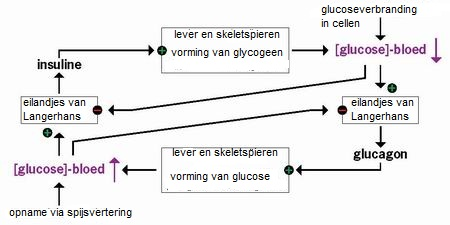 glucoseverbranding
in cellen
lever en skeletspieren
+ vorming van glycogeen
[glucose]-bloed
insuline
eilandjes van
Langerhans
-
+
- eilandjes van
Langerhans
+
glucagon
[glucose]-bloed
lever en skeletspieren
vorming van glucose +
opname via spijsvertering